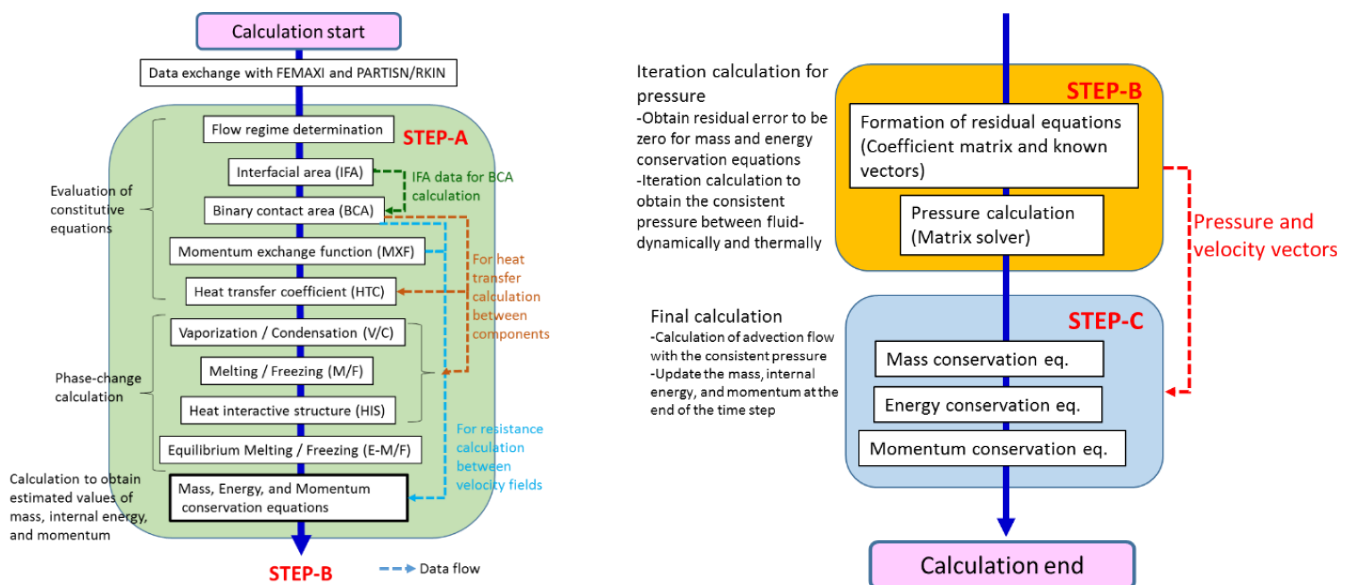 Calculation start
Data exchange with FEMAXI and PARTISN/RKIN
STEP-A
Flow regime determination
Interfacial area (IFA)
IFA data for BCA
calculation
Evaluation of
constitutive
equations
Binary contact area (BCA)
Momentum exchange function (MXF)
For heat
transfer
calculation
between
components
Heat transfer coefficient (HTC)
Vaporization / Condensation (V/C)
Melting / Freezing (M/F)
Phase-change
calculation
Heat interactive structure (HIS)
For resistance
calculation
between
velocity fields
Equilibrium Melting / Freezing (E-M/F)
Calculation to obtain
estimated values of
mass, internal energy,
and momentum
Mass, Energy, and Momentum
conservation equations
STEP-B
Data flow
Iteration calculation for
pressure
-Obtain residual error to be
zero for mass and energy
conservation equations
-Iteration calculation to
obtain the consistent
pressure between fluid-
dynamically and thermally
STEP-B
Formation of residual equations
(Coefficient matrix and known
vectors)
Pressure calculation
(Matrix solver)
Pressure and
velocity vectors
Final calculation
-Calculation of advection flow
with the consistent pressure
-Update the mass, internal
energy, and momentum at the
end of the time step
STEP-C
Mass conservation eq.
Energy conservation eq.
Momentum conservation eq.
Calculation end